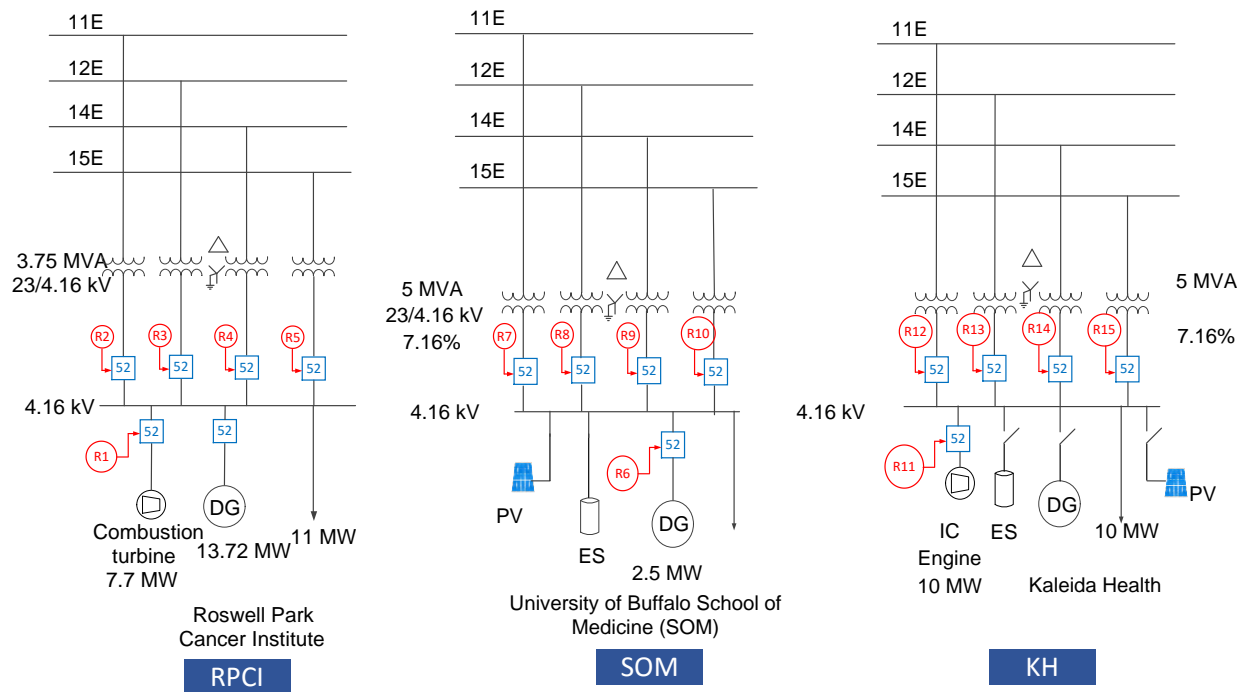 11E
12E
14E
15E
3.75 MVA
23/4.16 kV
R2
R3
R4
R5
52
52
52
52
4.16 kV
52
52
R1
DG
Combustion
turbine
7.7 MW
13.72 MW
11 MW
Roswell Park
Cancer Institute
RPCI
11E
12E
14E
15E
5 MVA
23/4.16 kV
7.16%
R7
R8
R9
R10
52
52
52
52
4.16 kV
52
R6
PV
ES
DG
2.5 MW
University of Buffalo School of
Medicine (SOM)
SOM
11E
12E
14E
15E
5 MVA
7.16%
R12
R13
R14
R15
52
52
52
52
4.16 kV
52
R11
IC
Engine
10 MW
ES
DG
10 MW
PV
Kaleida Health
KH